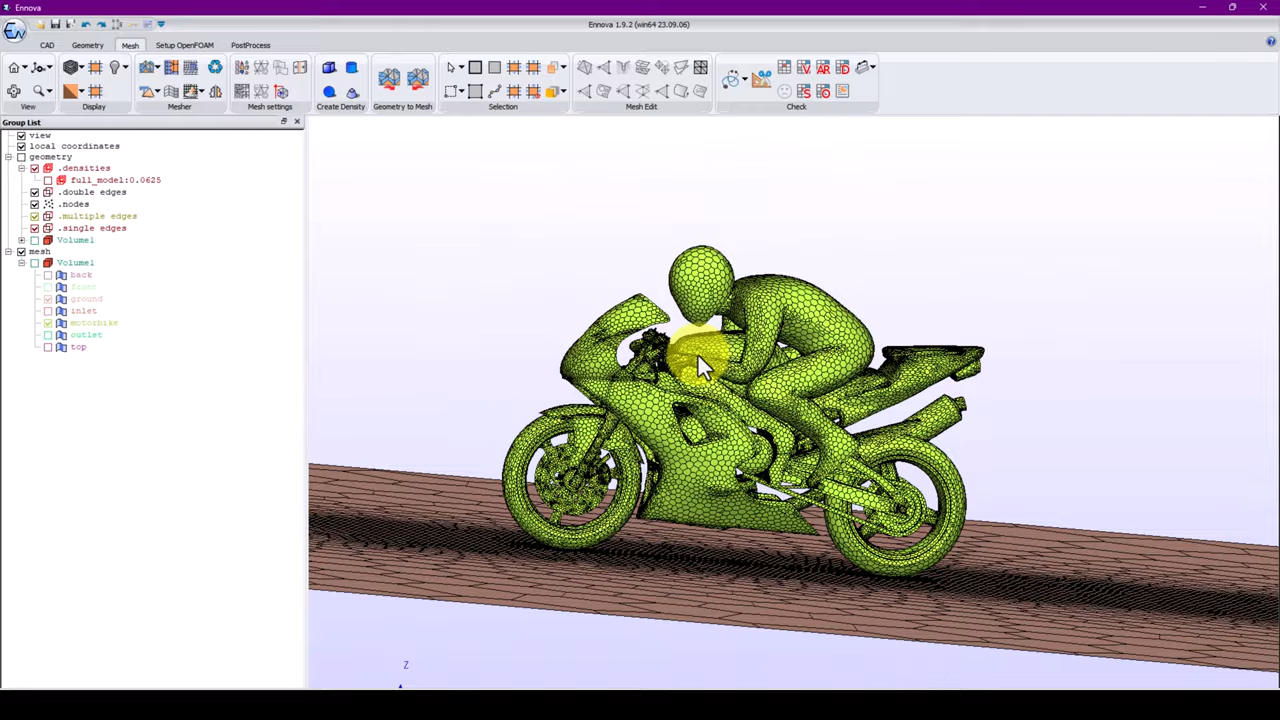 Ennova
Ennova 1.9.2 (win64 23.09.06)
CAD Geometry Mesh Setup OpenFOAM PostProcess
View Display Mesher Mesh settings Create Density Geometry to Mesh Selection Mesh Edit Check
Group List
view
local coordinates
geometry
.densities
full_model:0.0625
.double edges
.nodes
.multiple edges
.single edges
Volume1
mesh
Volume1
back
front
ground
inlet
motorbike
outlet
top
Z